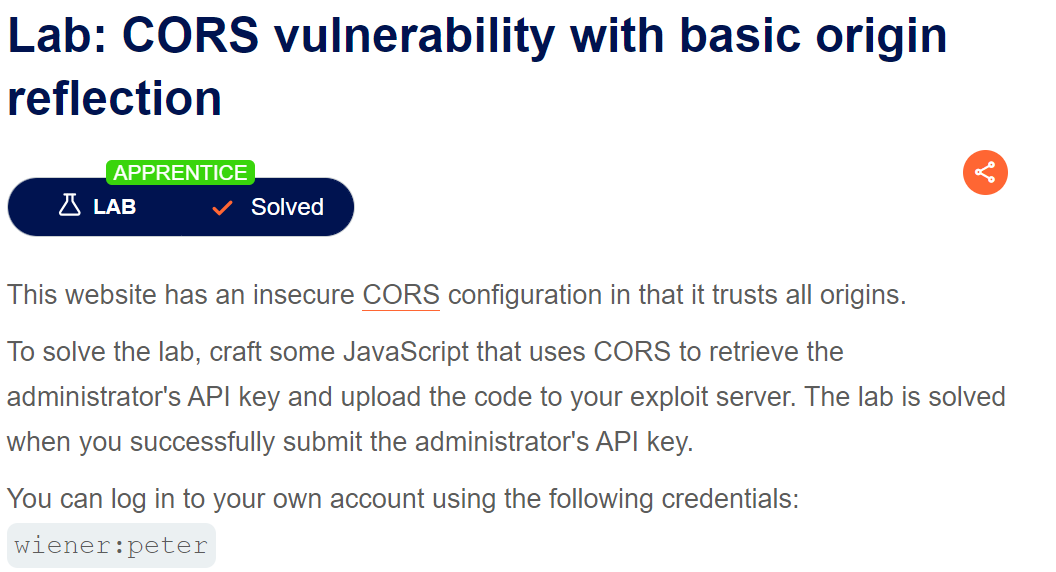 Lab: CORS vulnerability with basic origin
reflection
APPRENTICE
LAB Solved
This website has an insecure CORS configuration in that it trusts all origins.
To solve the lab, craft some JavaScript that uses CORS to retrieve the
administrator's API key and upload the code to your exploit server. The lab is solved
when you successfully submit the administrator's API key.
You can log in to your own account using the following credentials:
wiener:peter